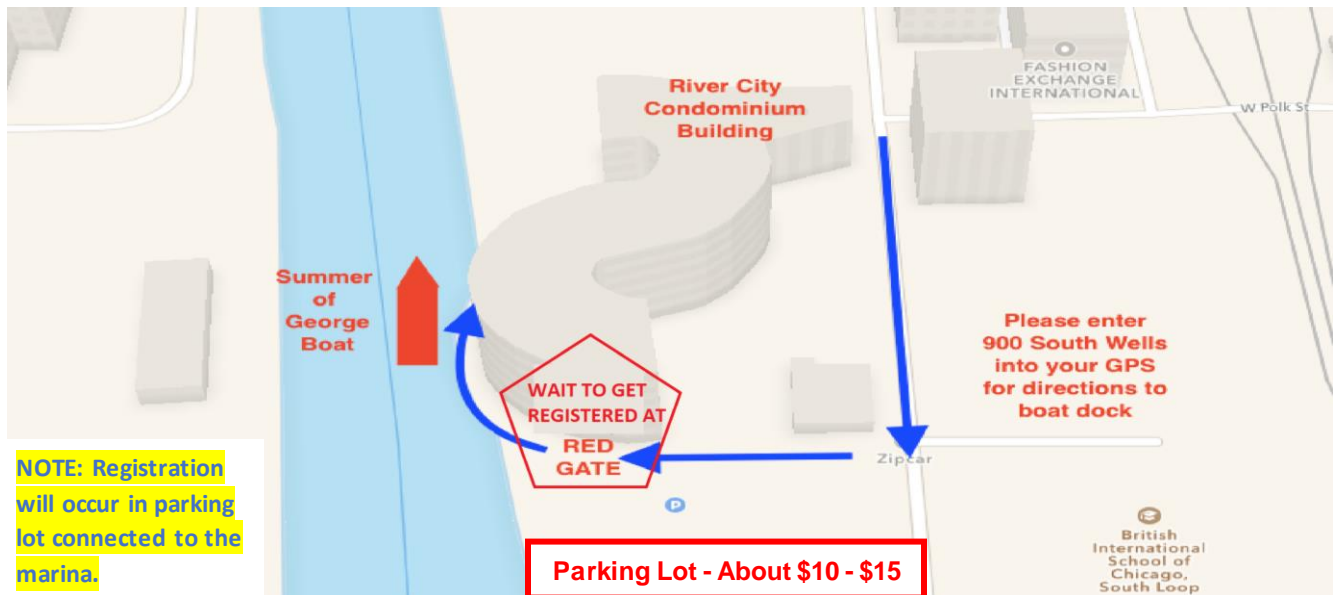 FASHION
EXCHANGE
INTERNATIONAL
W Polk St
River City
Condominium
Building
Summer
of
George
Boat
Please enter
900 South Wells
into your GPS
for directions to
boat dock
WAIT TO GET
REGISTERED AT
RED
GATE
Zipcar
P
NOTE: Registration
will occur in parking
lot connected to the
marina.
Parking Lot - About $10 - $15
British
International
School of
Chicago,
South Loop